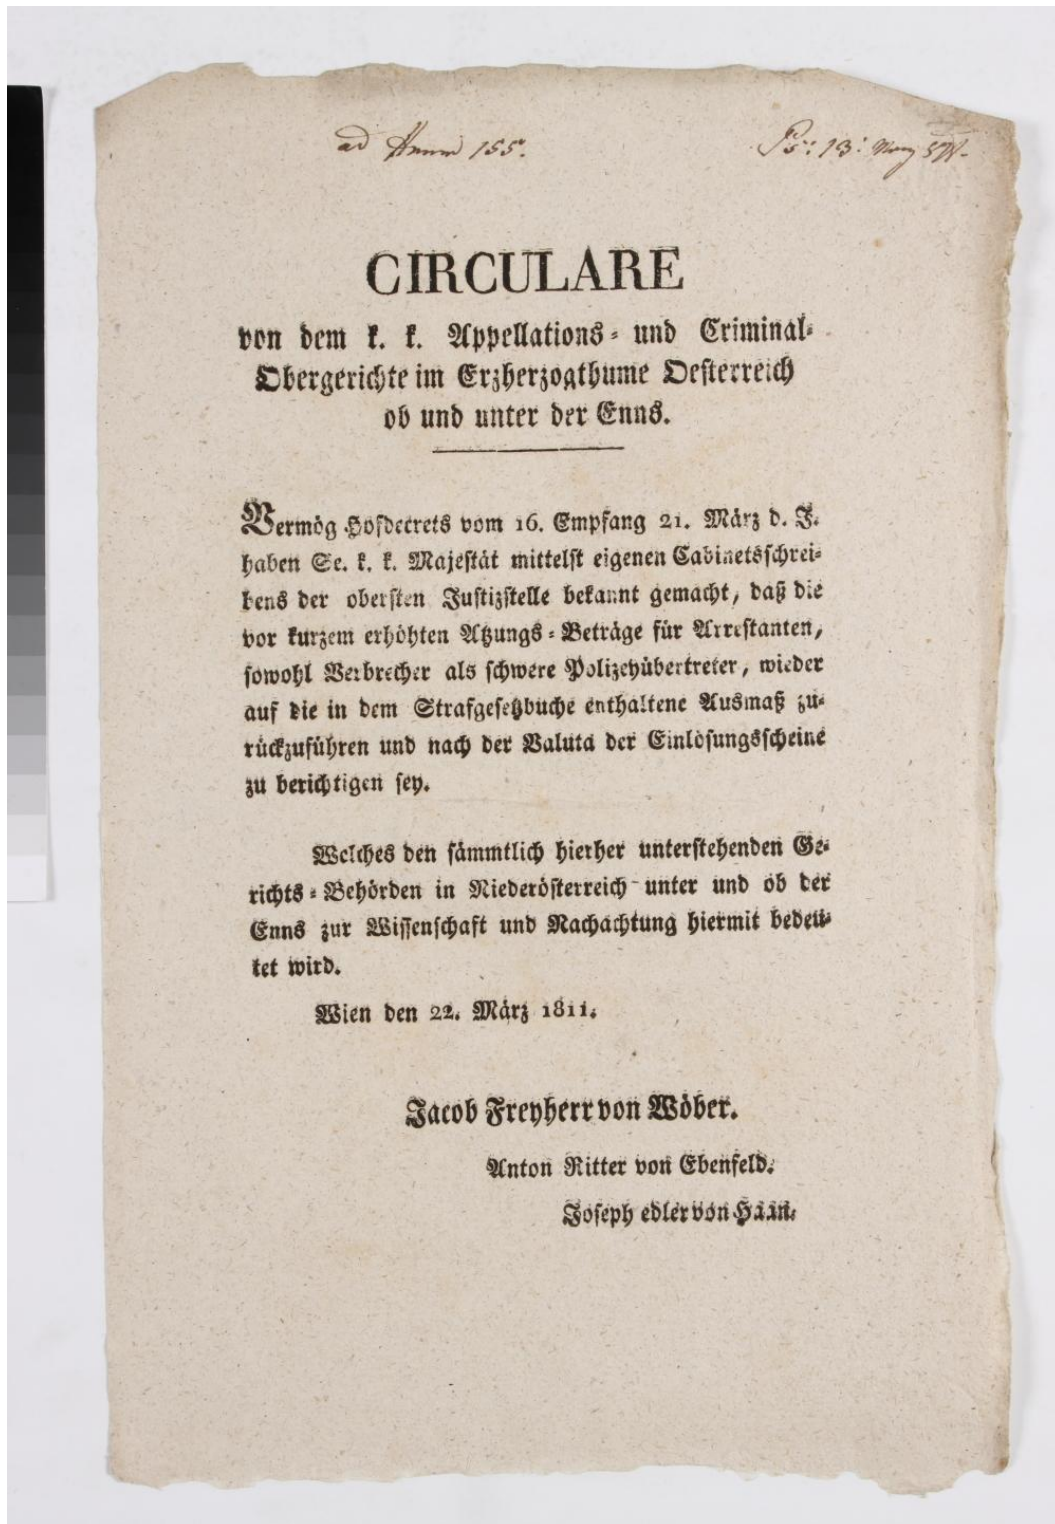 ad 155.
13:
CIRCULARE
von dem k. k. Appellations- und Criminal-
Obergerichte im Erzherzogthume Oesterreich
ob und unter der Enns.
Vermög Hofdecrets vom 16. Empfang 21. März d. J.
haben Se. k. k. Majestät mittelst eigenen Cabinetsschrei-
bens der obersten Justizstelle bekannt gemacht, daß die
vor kurzem erhöhten Atzungs-Beträge für Arrestanten,
sowohl Verbrecher als schwere Polizeyübertreter, wieder
auf die in dem Strafgesetzbuche enthaltene Ausmaß zu-
rückzuführen und nach der Valuta der Einlösungsscheine
zu berichtigen sey.
Welches den sämmtlich hierher unterstehenden Ge-
richts-Behörden in Niederösterreich unter und ob der
Enns zur Wissenschaft und Nachachtung hiermit bedeu-
tet wird.
Wien den 22. März 1811.
Jacob Freyherr von Wöber.
Anton Ritter von Ebenfeld.
Joseph edler von Haan.